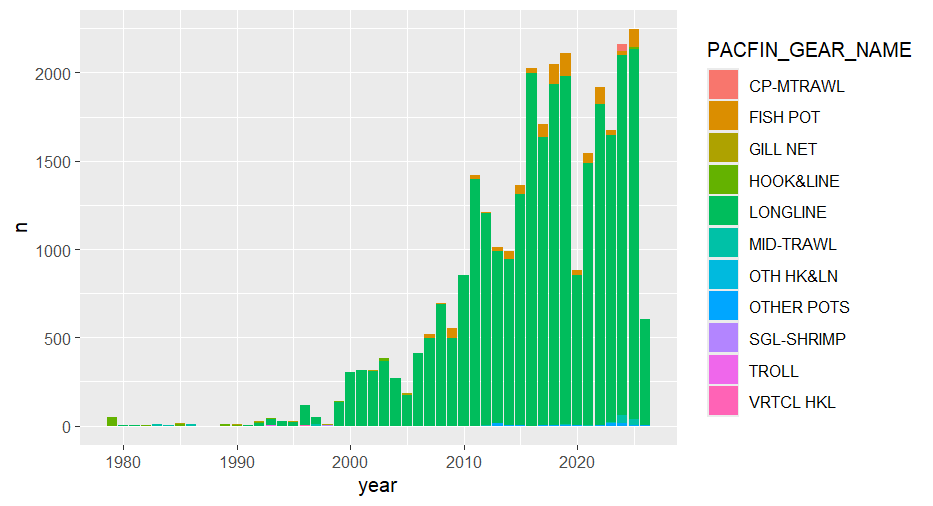 PACFIN_GEAR_NAME
CP-MTRAWL
FISH POT
GILL NET
HOOK&LINE
LONGLINE
MID-TRAWL
OTH HK&LN
OTHER POTS
SGL-SHRIMP
TROLL
VRTCL HKL
n
2000
1500
1000
500
0
1980 1990 2000 2010 2020
year